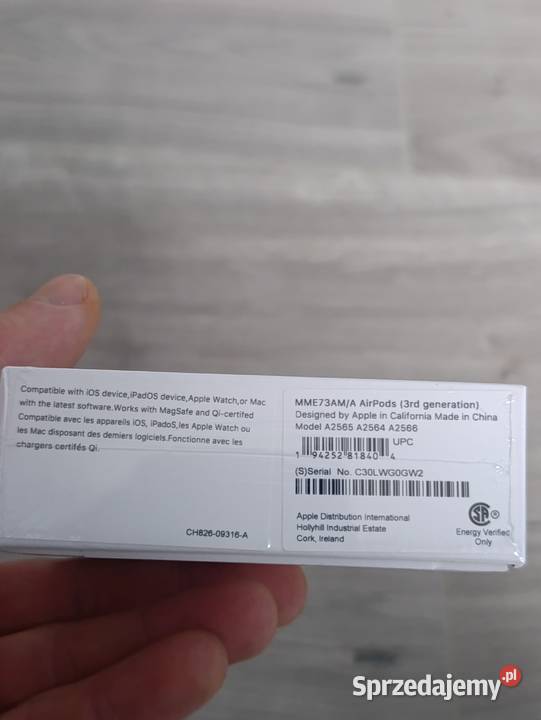 Compatible with iOS device,iPadOS device,Apple Watch,or Mac
with the latest software.Works with MagSafe and Qi-certifed
Compatible avec les appareils iOS, iPadoS,les Apple Watch ou
les Mac disposant des demiers logiciels.Fonctionne avec les
chargers certifés Qi.
CH826-09316-A
MME73AM/A AirPods (3rd generation)
Designed by Apple in California Made in China
Model A2565 A2564 A2566
UPC
1 94252 81840 4
(S)Serial No. C30LWG0GW2
Apple Distribution International
Hollyhill Industrial Estate
Cork, Ireland
SA ®
Energy Verified
Only
Sprzedajemy.pl